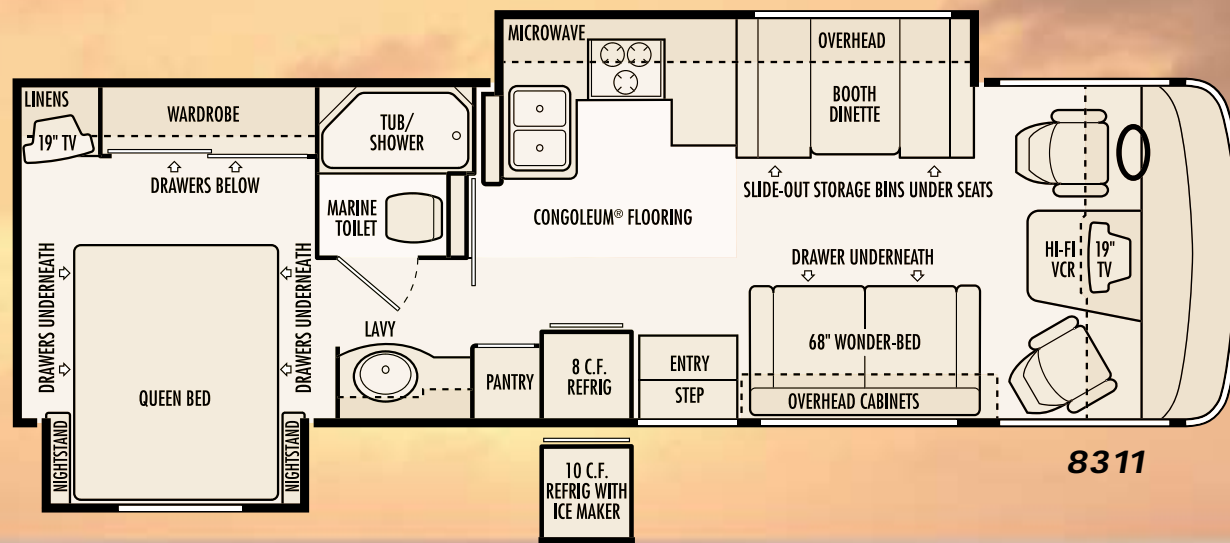 MICROWAVE
OVERHEAD
BOOTH
DINETTE
LINENS
19" TV
WARDROBE
DRAWERS BELOW
TUB/
SHOWER
MARINE
TOILET
CONGOLEUM® FLOORING
SLIDE-OUT STORAGE BINS UNDER SEATS
DRAWERS UNDERNEATH
DRAWERS UNDERNEATH
QUEEN BED
NIGHTSTAND
NIGHTSTAND
LAVY
PANTRY
8 C.F.
REFRIG
ENTRY
STEP
DRAWER UNDERNEATH
68" WONDER-BED
OVERHEAD CABINETS
HI-FI
VCR
19"
TV
10 C.F.
REFRIG WITH
ICE MAKER
8311